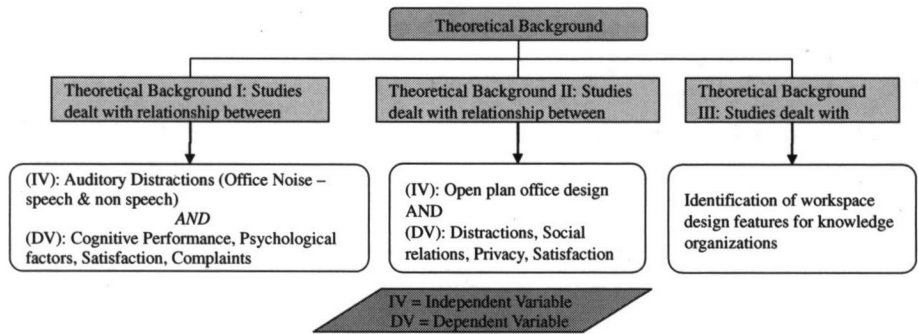 Theoretical Background
Theoretical Background I: Studies
dealt with relationship between
Theoretical Background II: Studies
dealt with relationship between
Theoretical Background
III: Studies dealt with
(IV): Auditory Distractions (Office Noise –
speech & non speech)
AND
(DV): Cognitive Performance, Psychological
factors, Satisfaction, Complaints
(IV): Open plan office design
AND
(DV): Distractions, Social
relations, Privacy, Satisfaction
Identification of workspace
design features for knowledge
organizations
IV = Independent Variable
DV = Dependent Variable